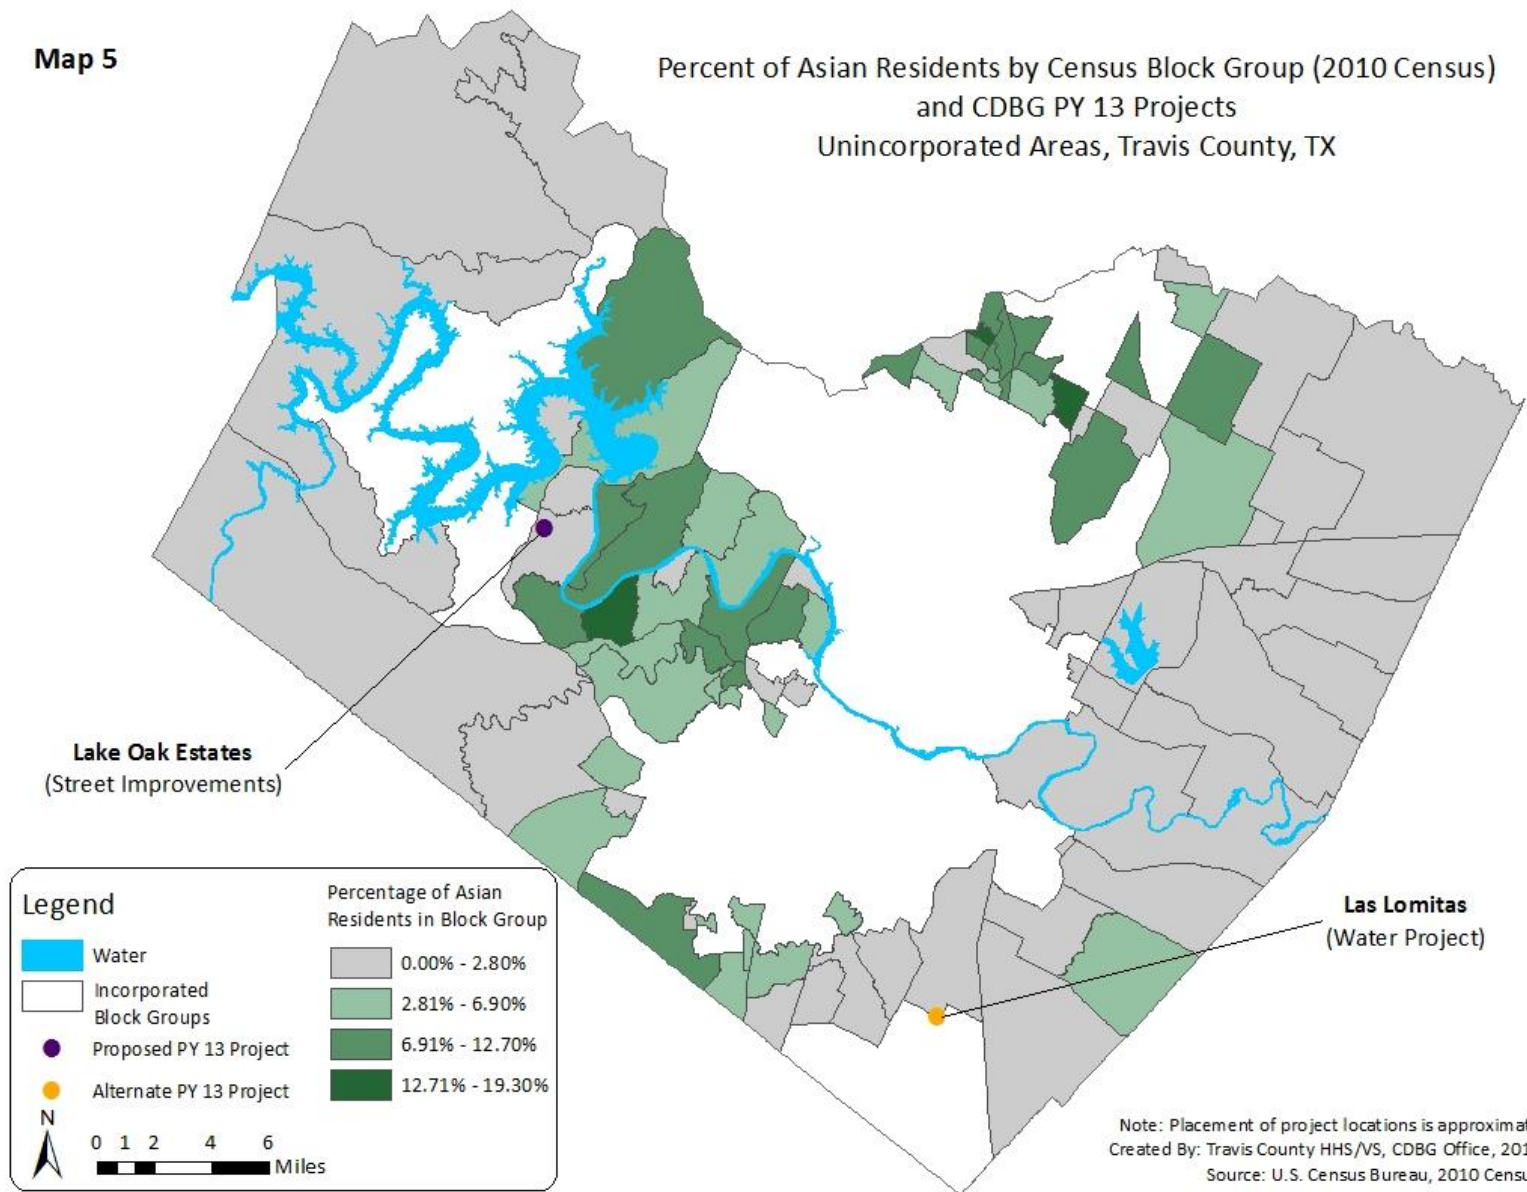 Map 5
Percent of Asian Residents by Census Block Group (2010 Census)
and CDBG PY 13 Projects
Unincorporated Areas, Travis County, TX
Lake Oak Estates
(Street Improvements)
Las Lomitas
(Water Project)
Legend
Water
Incorporated
Block Groups
Proposed PY 13 Project
Alternate PY 13 Project
Percentage of Asian
Residents in Block Group
0.00% - 2.80%
2.81% - 6.90%
6.91% - 12.70%
12.71% - 19.30%
N
0 1 2 4 6
Miles
Note: Placement of project locations is approximat
Created By: Travis County HHS/VS, CDBG Office, 201
Source: U.S. Census Bureau, 2010 Censu